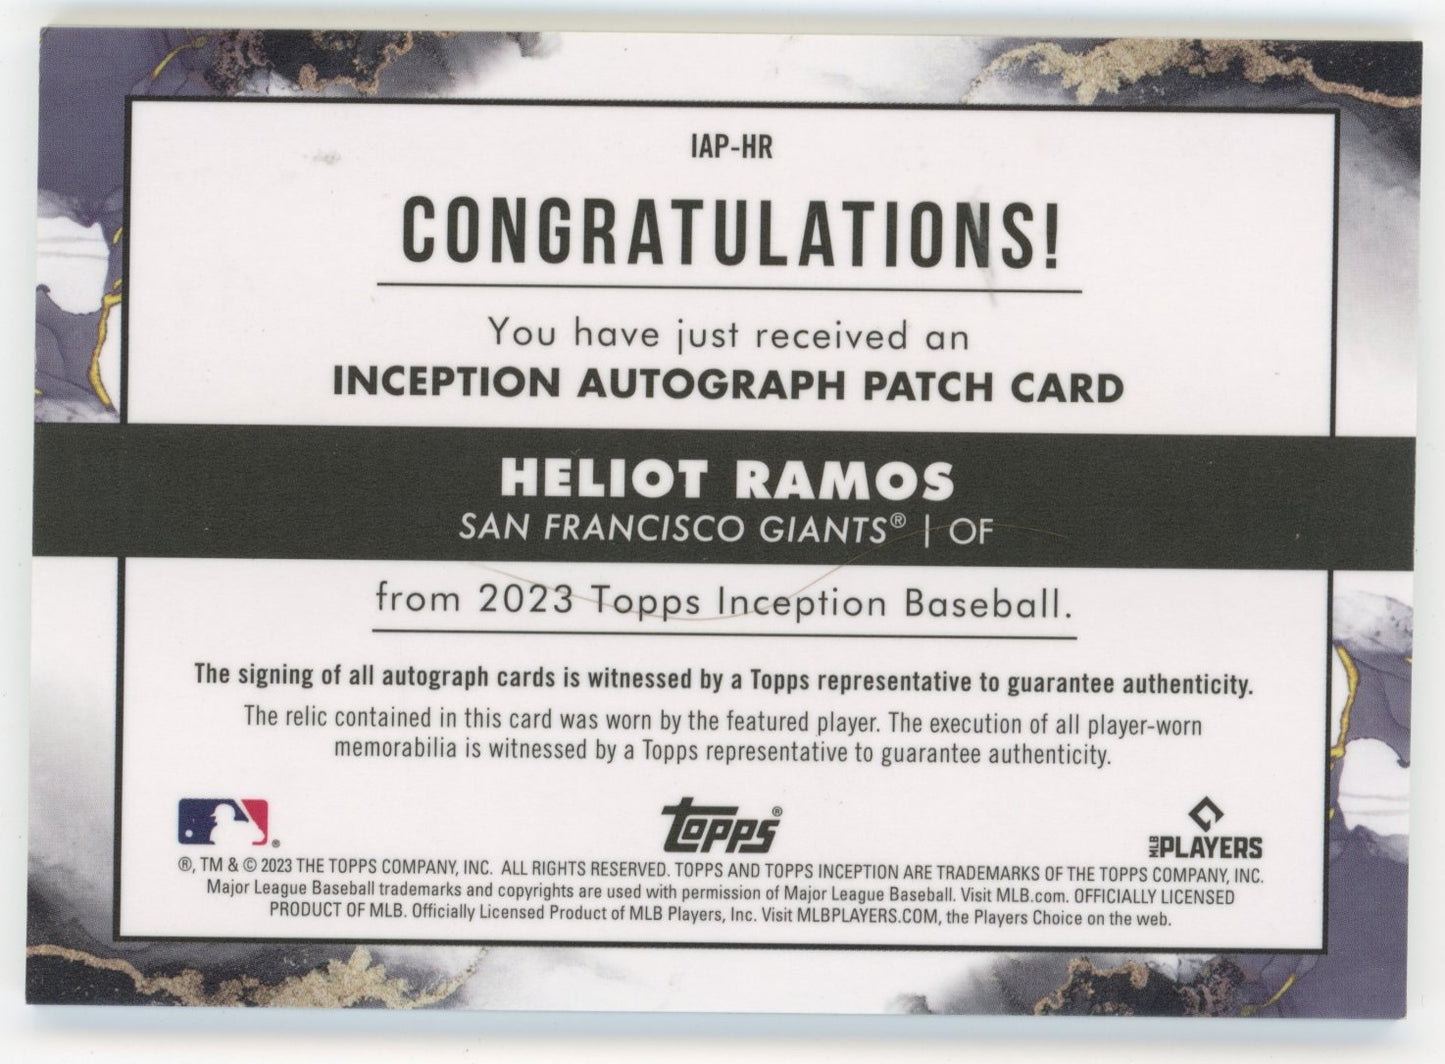 IAP-HR
CONGRATULATIONS!
You have just received an
INCEPTION AUTOGRAPH PATCH CARD
HELIOT RAMOS
SAN FRANCISCO GIANTS® | OF
from 2023 Topps Inception Baseball.
The signing of all autograph cards is witnessed by a Topps representative to guarantee authenticity.
The relic contained in this card was worn by the featured player. The execution of all player-worn
memorabilia is witnessed by a Topps representative to guarantee authenticity.
®
Topps®
MLB PLAYERS
®, TM & © 2023 THE TOPPS COMPANY, INC. ALL RIGHTS RESERVED. TOPPS AND TOPPS INCEPTION ARE TRADEMARKS OF THE TOPPS COMPANY, INC.
Major League Baseball trademarks and copyrights are used with permission of Major League Baseball. Visit MLB.com. OFFICIALLY LICENSED
PRODUCT OF MLB. Officially Licensed Product of MLB Players, Inc. Visit MLBPLAYERS.COM, the Players Choice on the web.